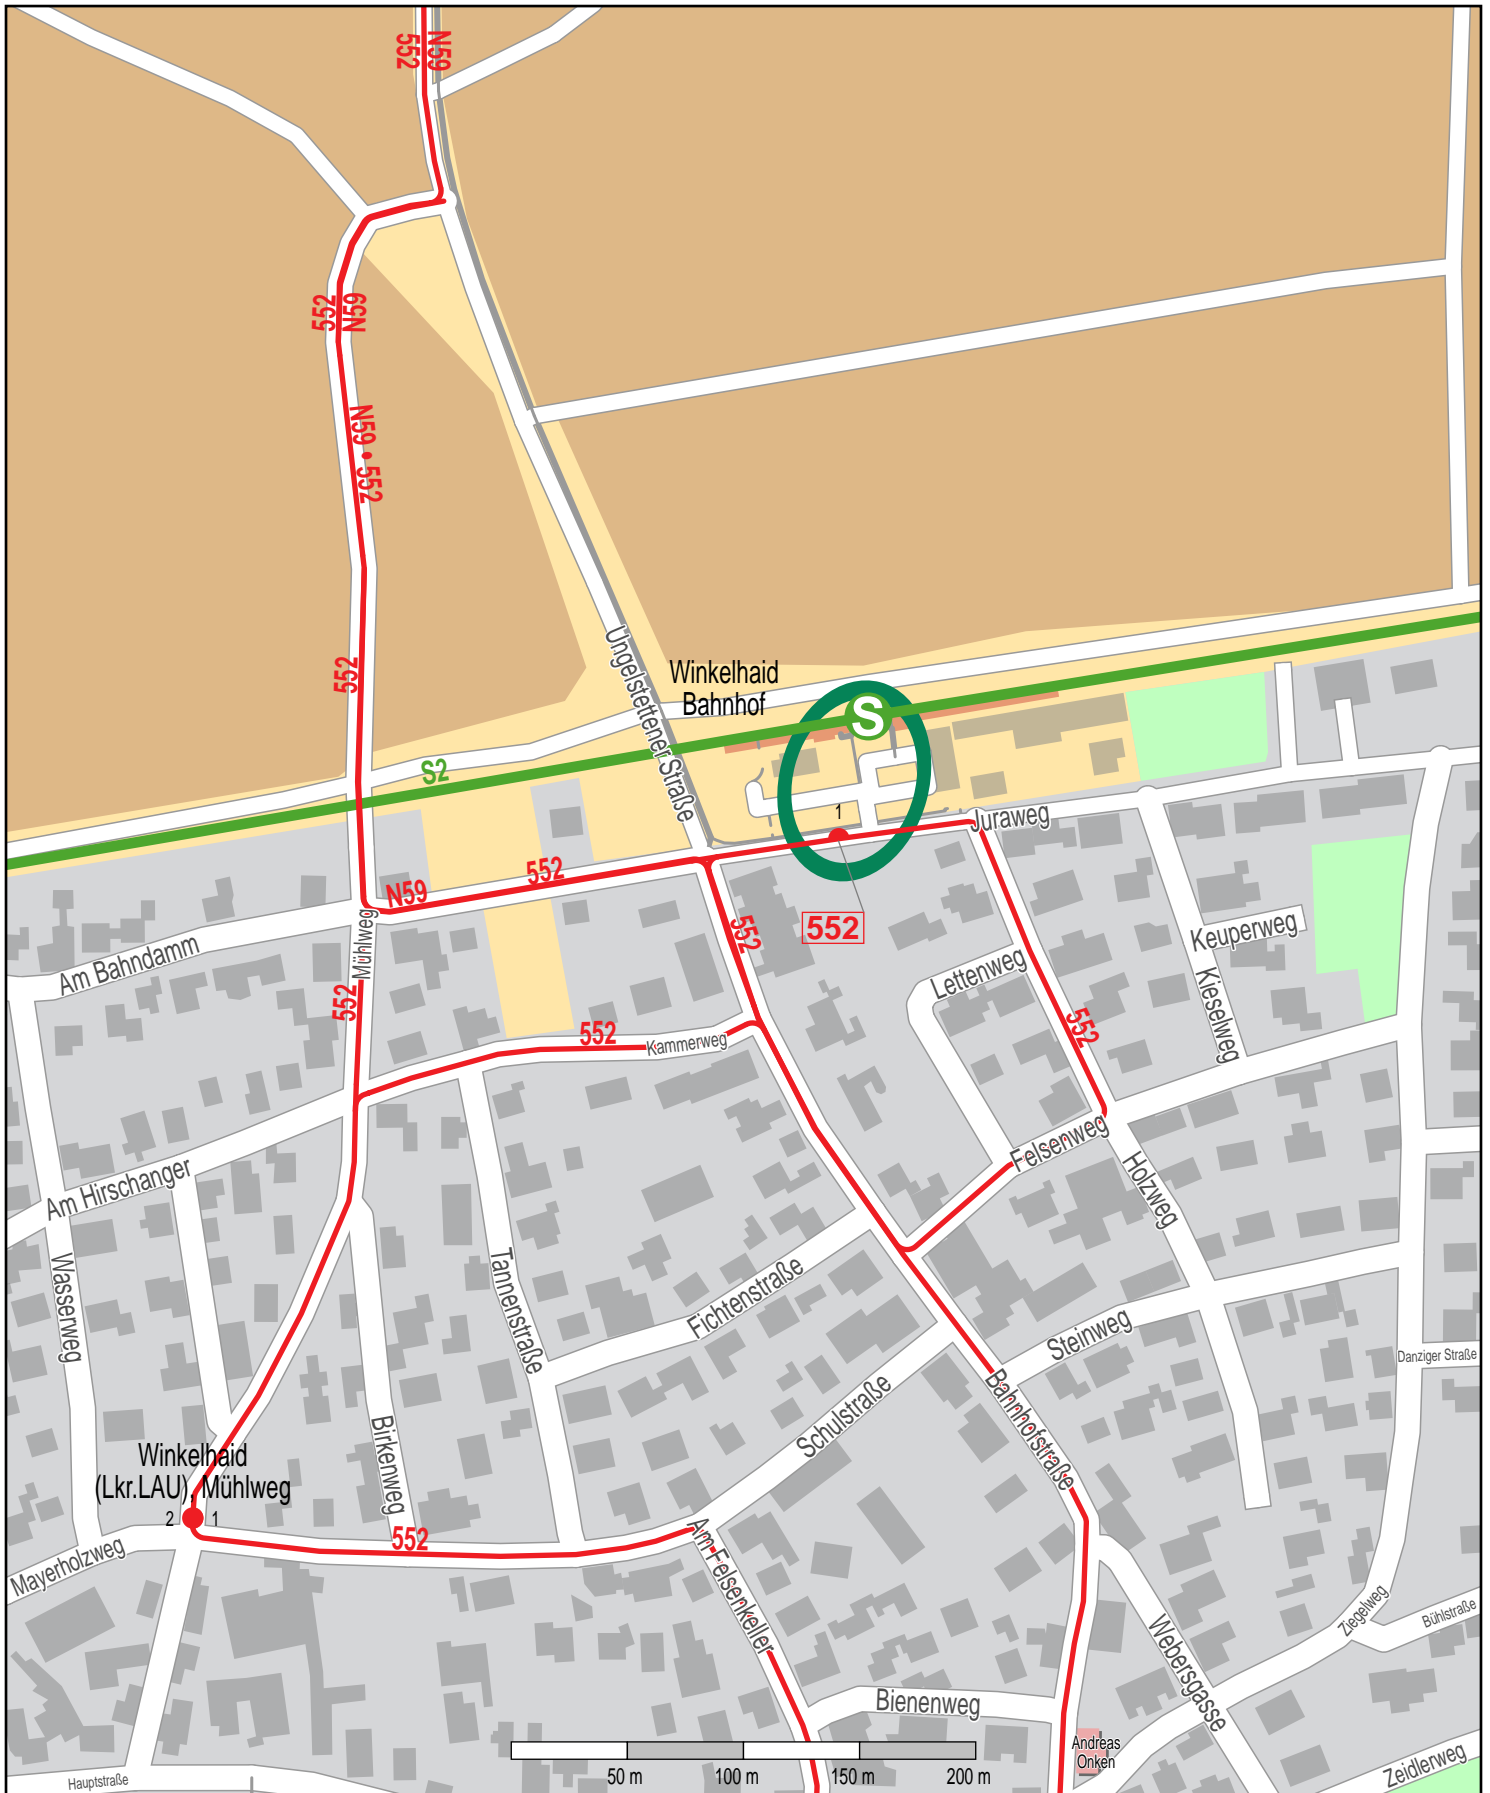 552
N59
552
N59
N59 • 552
552
Ungelstettener Straße
Winkelhaid
Bahnhof
S
S2
1
Juraweg
552
N59
552
552
552
Mühlweg
Am Bahndamm
552
Lettenweg
Keuperweg
Kieselweg
552
552
Kammerweg
Felsenweg
Holzweg
Am Hirschanger
Wasserweg
Tannenstraße
Fichtenstraße
Steinweg
Danziger Straße
Bahnhofstraße
Schulstraße
Birkenweg
Winkelhaid
(Lkr.LAU), Mühlweg
2
1
552
Mayerholzweg
Am Felsenkeller
Webersgasse
Ziegelweg
Bühlstraße
Bienenweg
Andreas
Onken
Zeidlerweg
Hauptstraße
50 m
100 m
150 m
200 m